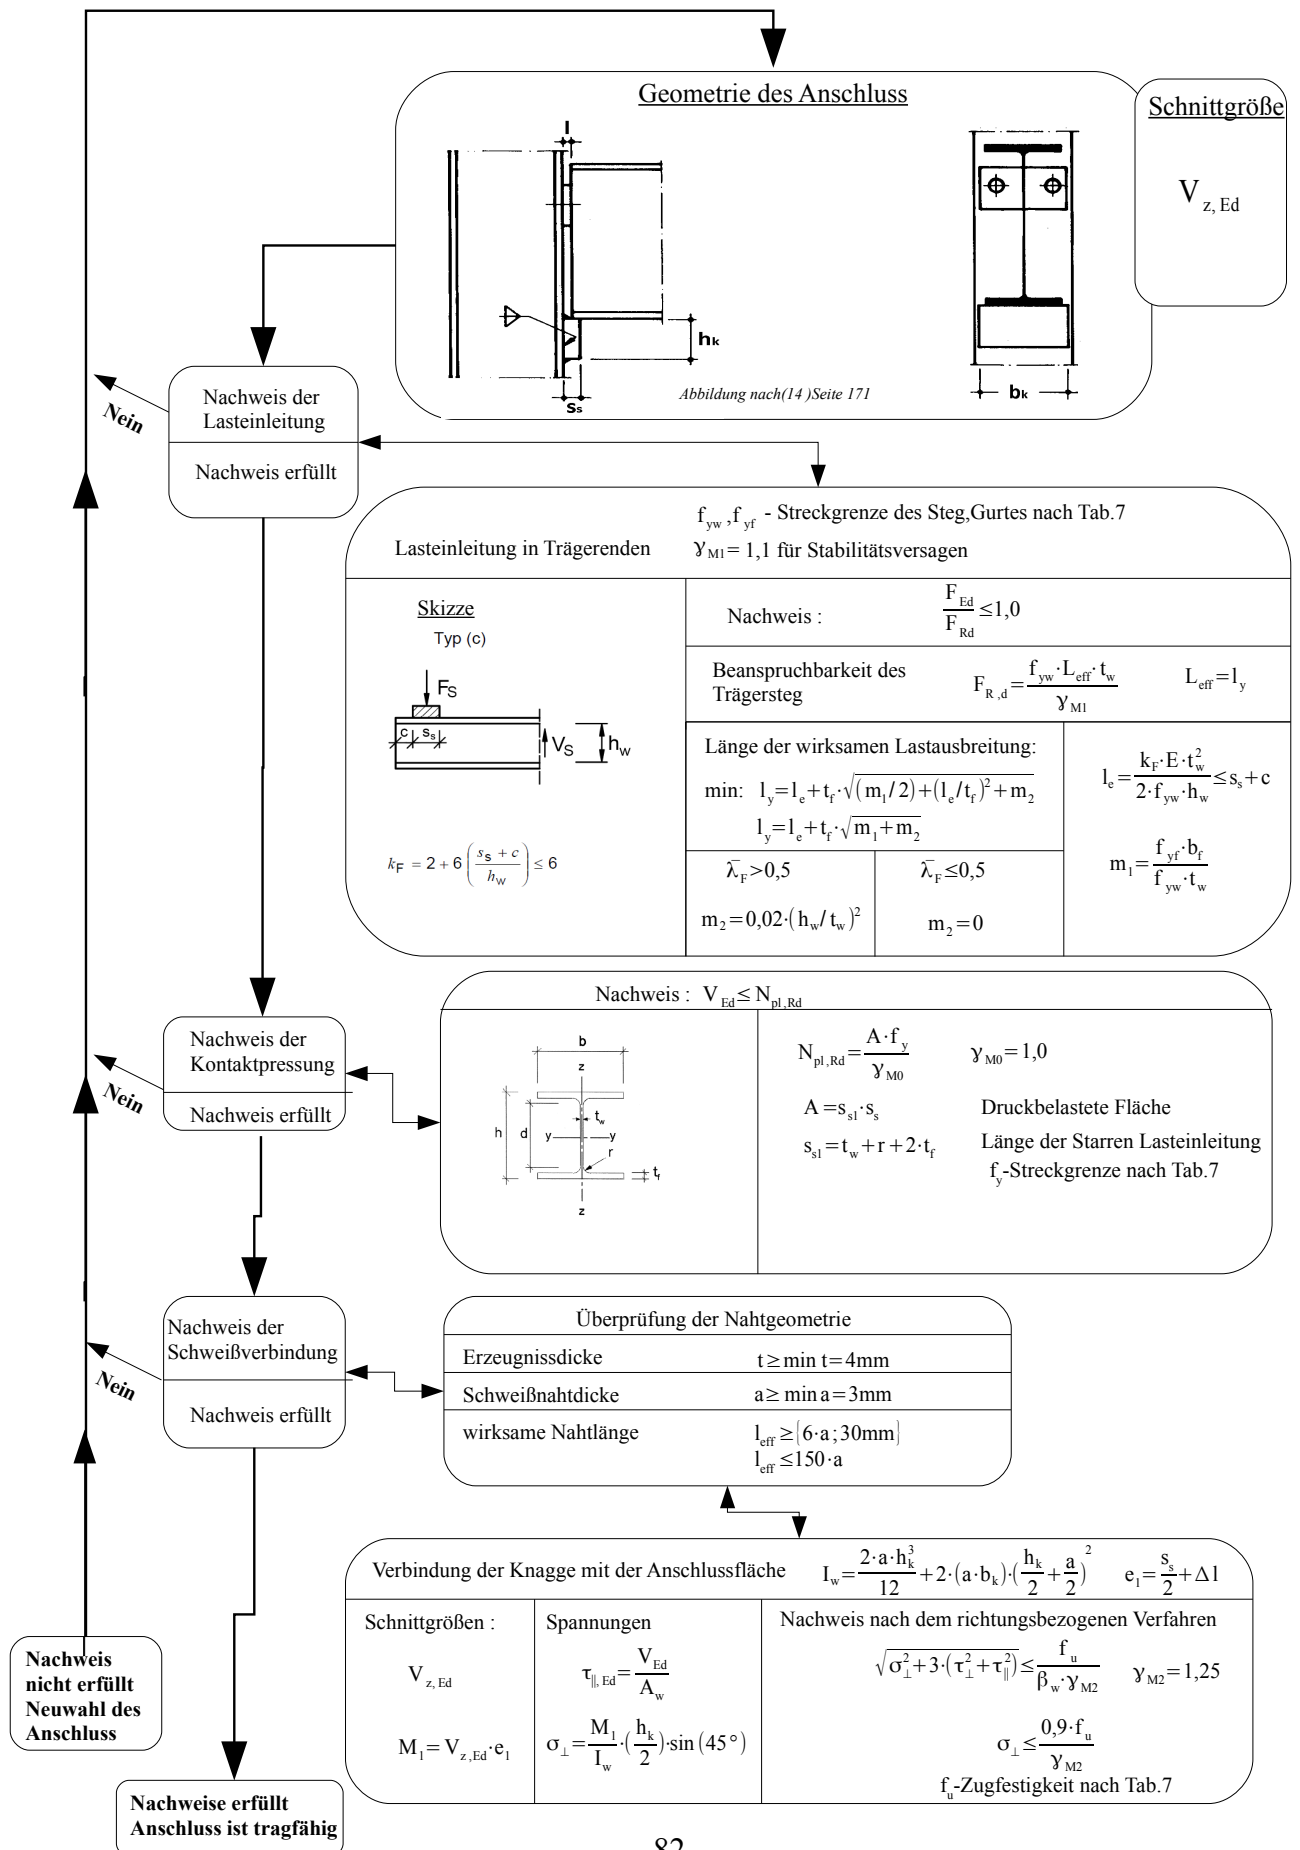 Geometrie des Anschluss
Schnittgröße
V z, Ed
l
h k
s s
b k
Abbildung nach(14 )Seite 171
Nachweis der
Lasteinleitung
Nachweis erfüllt
Nein
f yw ,f yf - Streckgrenze des Steg,Gurtes nach Tab.7
Lasteinleitung in Trägerenden γ M1 = 1,1 für Stabilitätsversagen
Skizze
Typ (c)
F S
c s s
V S h w
k F = 2 + 6 ( (s s + c) / h w ) ≤ 6
Nachweis : F Ed / F Rd ≤1,0
Beanspruchbarkeit des
Trägersteg
F R ,d = f yw ·L eff ·t w / γ M1 L eff =l y
Länge der wirksamen Lastausbreitung:
min: l y =l e +t f ·√((m 1 /2)+(l e /t f )²+m 2)
l y =l e +t f ·√(m 1 +m 2)
λ̄ F >0,5
m 2 =0,02·(h w /t w )²
λ̄ F ≤0,5
m 2 =0
l e = k F ·E·t w ² / 2·f yw ·h w ≤s s +c
m 1 = f yf ·b f / f yw ·t w
Nachweis der
Kontaktpressung
Nachweis erfüllt
Nein
Nachweis : V Ed ≤ N pl,Rd
b
z
t w
h d y y
r
t f
z
N pl,Rd = A·f y / γ M0 γ M0 =1,0
A =s s1 ·s s Druckbelastete Fläche
s s1 =t w +r+2·t f Länge der Starren Lasteinleitung
f y -Streckgrenze nach Tab.7
Nachweis der
Schweißverbindung
Nachweis erfüllt
Nein
Überprüfung der Nahtgeometrie
Erzeugnissdicke t≥min t=4mm
Schweißnahtdicke a≥ min a=3mm
wirksame Nahtlänge l eff ≥{6·a ;30mm}
l eff ≤150·a
Verbindung der Knagge mit der Anschlussfläche I w = 2·a·h k ³ / 12 +2·(a·b k )·( h k / 2 + a / 2 )² e 1 = s s / 2 +Δ l
Schnittgrößen :
V z, Ed
M 1 = V z ,Ed ·e 1
Spannungen
τ ||, Ed = V Ed / A w
σ ⊥ = M 1 / I w ·( h k / 2 )·sin (45°)
Nachweis nach dem richtungsbezogenen Verfahren
√(σ ⊥ ²+3·(τ ⊥ ²+τ || ²)) ≤ f u / β w ·γ M2 γ M2 =1,25
σ ⊥ ≤ 0,9·f u / γ M2
f u -Zugfestigkeit nach Tab.7
Nachweis
nicht erfüllt
Neuwahl des
Anschluss
Nachweise erfüllt
Anschluss ist tragfähig
82